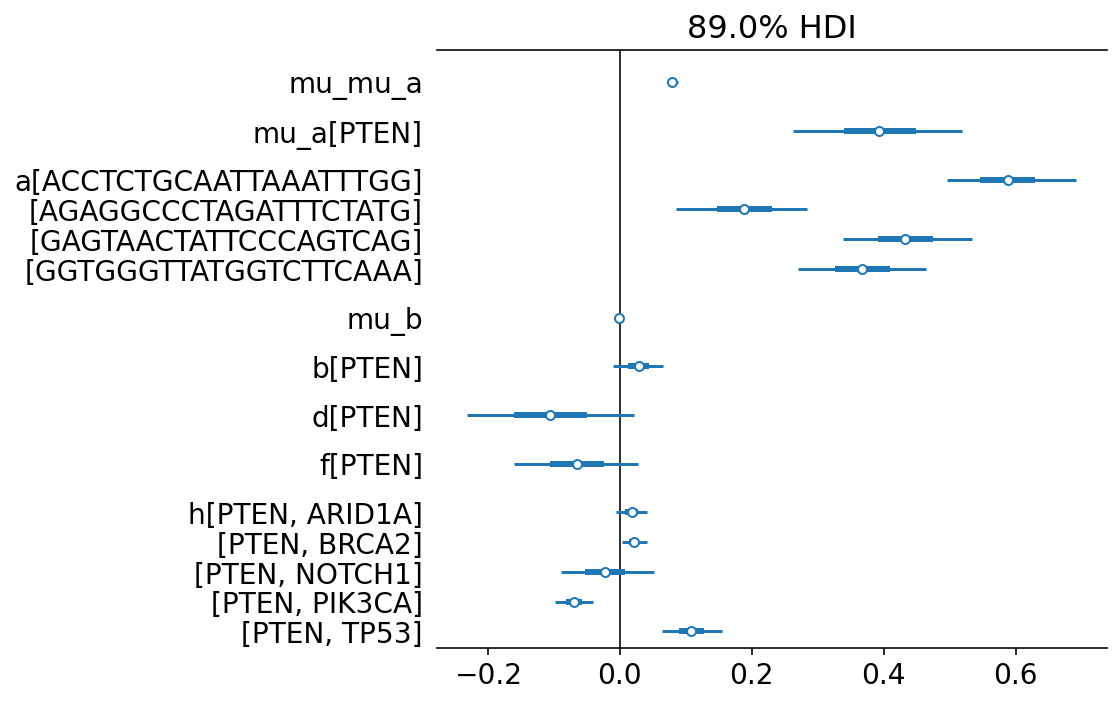 89.0% HDI
mu_mu_a
mu_a[PTEN]
a[ACCTCTGCAATTAAATTTGG]
[AGAGGCCCTAGATTTCTATG]
[GAGTAACTATTCCCAGTCAG]
[GGTGGGTTATGGTCTTCAAA]
mu_b
b[PTEN]
d[PTEN]
f[PTEN]
h[PTEN, ARID1A]
[PTEN, BRCA2]
[PTEN, NOTCH1]
[PTEN, PIK3CA]
[PTEN, TP53]
−0.2 0.0 0.2 0.4 0.6